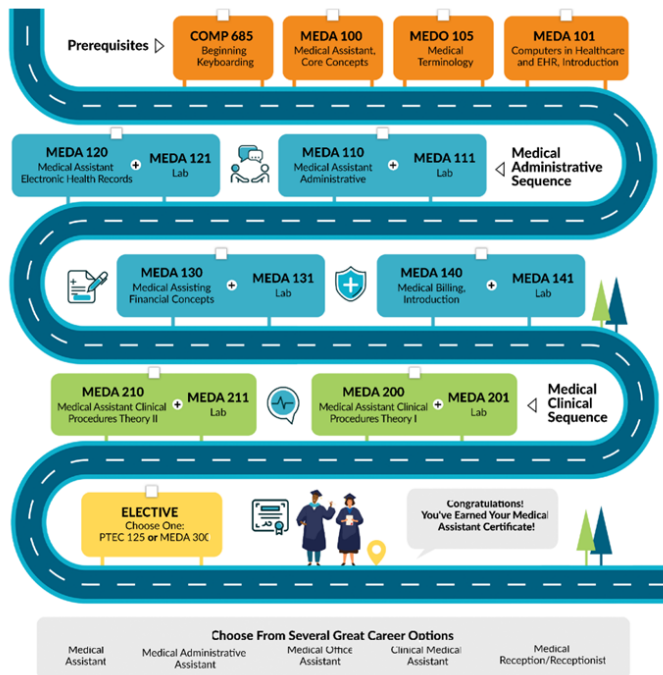 Prerequisites
COMP 685
Beginning
Keyboarding
MEDA 100
Medical Assistant,
Core Concepts
MEDO 105
Medical
Terminology
MEDA 101
Computers in Healthcare
and EHR, Introduction
MEDA 120
Medical Assistant
Electronic Health Records
+
MEDA 121
Lab
MEDA 110
Medical Assistant
Administrative
+
MEDA 111
Lab
Medical
Administrative
Sequence
MEDA 130
Medical Assisting
Financial Concepts
+
MEDA 131
Lab
MEDA 140
Medical Billing,
Introduction
+
MEDA 141
Lab
MEDA 210
Medical Assistant Clinical
Procedures Theory II
+
MEDA 211
Lab
MEDA 200
Medical Assistant Clinical
Procedures Theory I
+
MEDA 201
Lab
Medical
Clinical
Sequence
ELECTIVE
Choose One:
PTEC 125 or MEDA 300
Congratulations!
You've Earned Your Medical
Assistant Certificate!
Choose From Several Great Career Options
Medical
Assistant
Medical Administrative
Assistant
Medical Office
Assistant
Clinical Medical
Assistant
Medical
Reception/Receptionist